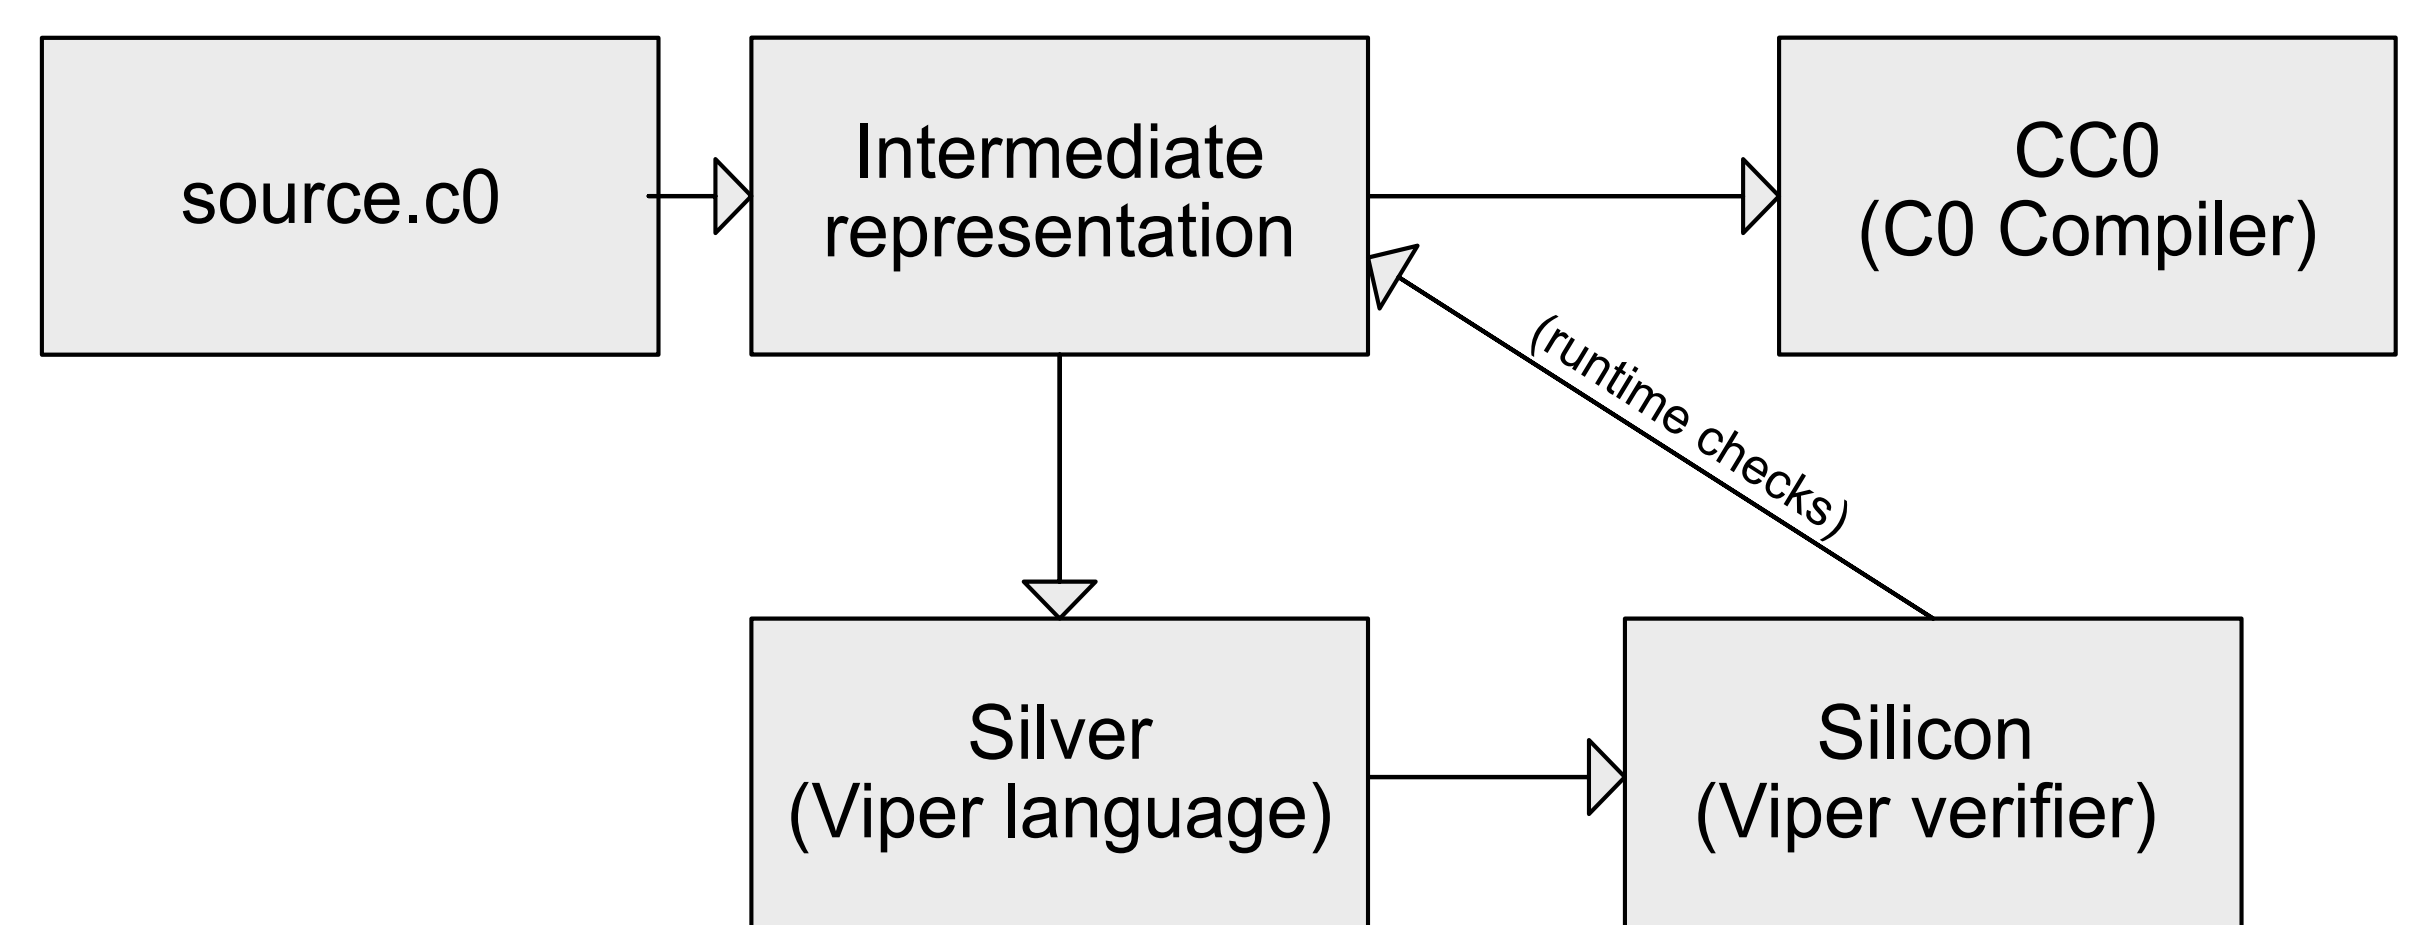 source.c0
Intermediate
representation
CC0
(C0 Compiler)
(runtime checks)
Silver
(Viper language)
Silicon
(Viper verifier)